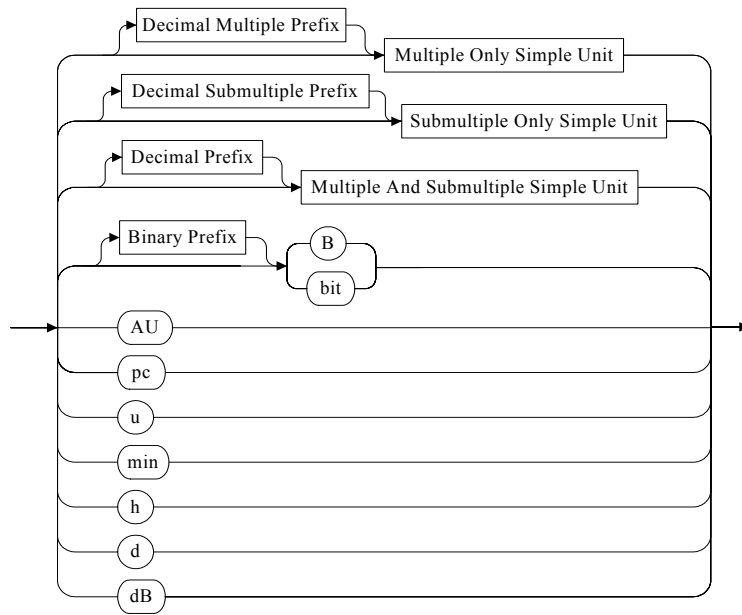 Decimal Multiple Prefix
Multiple Only Simple Unit
Decimal Submultiple Prefix
Submultiple Only Simple Unit
Decimal Prefix
Multiple And Submultiple Simple Unit
Binary Prefix
B
bit
AU
pc
u
min
h
d
dB